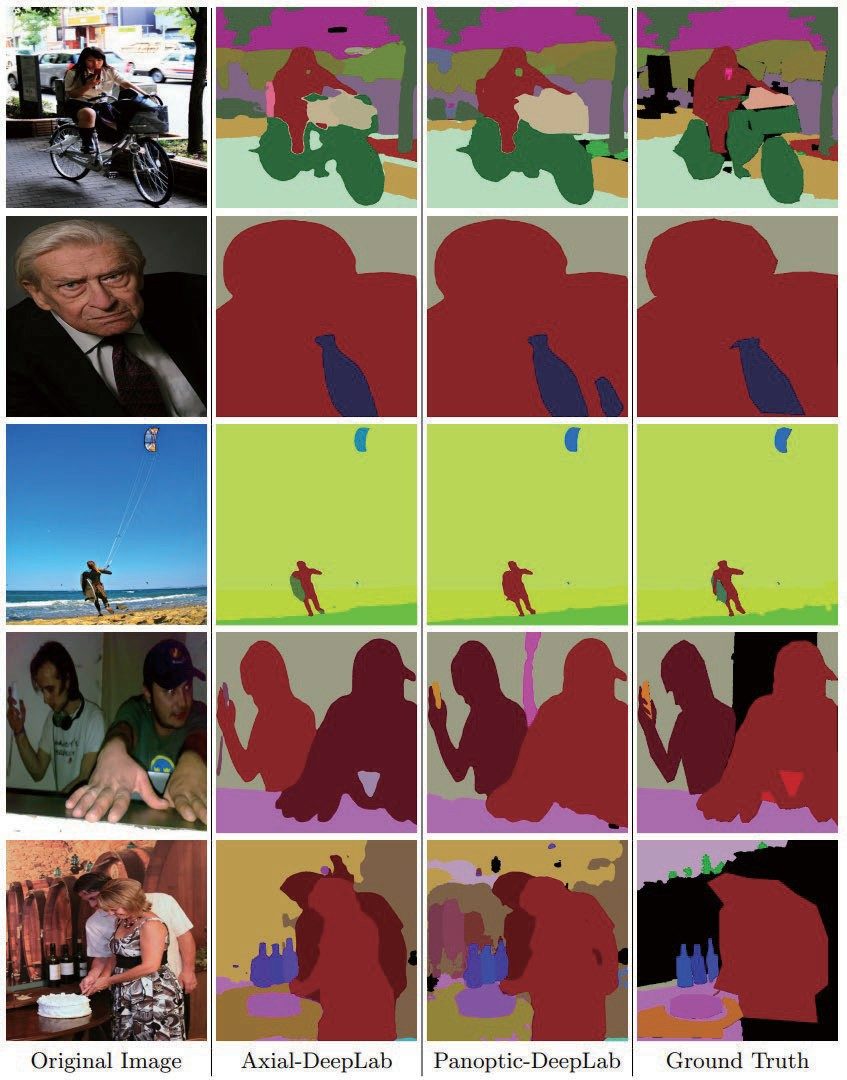 Original Image
Axial-DeepLab
Panoptic-DeepLab
Ground Truth